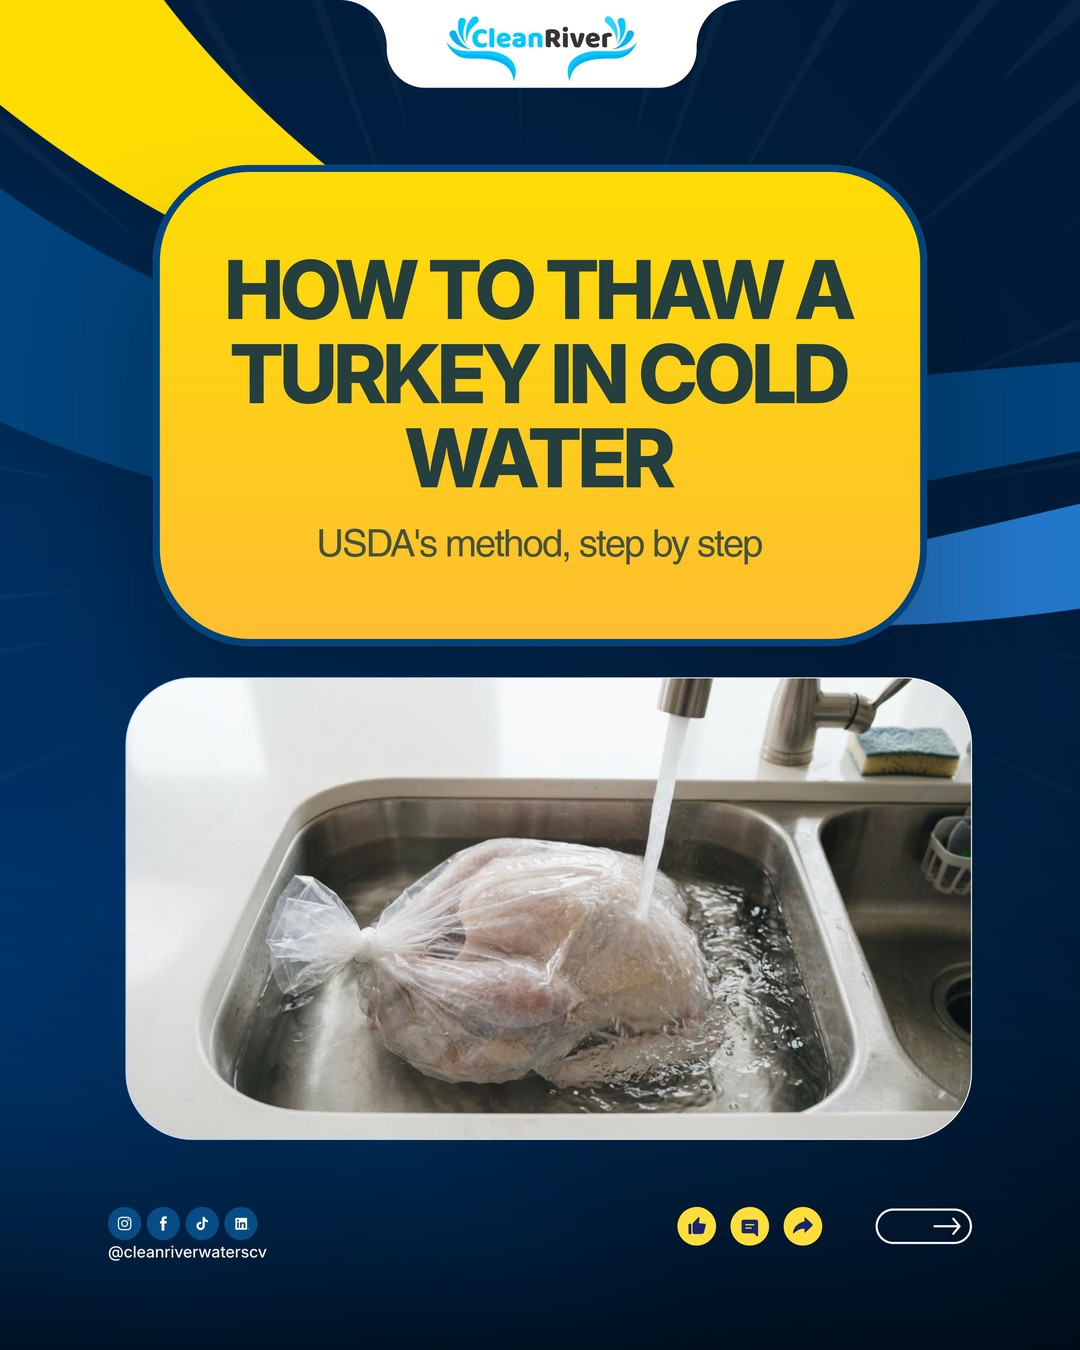 CleanRiver
HOW TO THAW A
TURKEY IN COLD
WATER
USDA's method, step by step
@cleanriverwaterscv